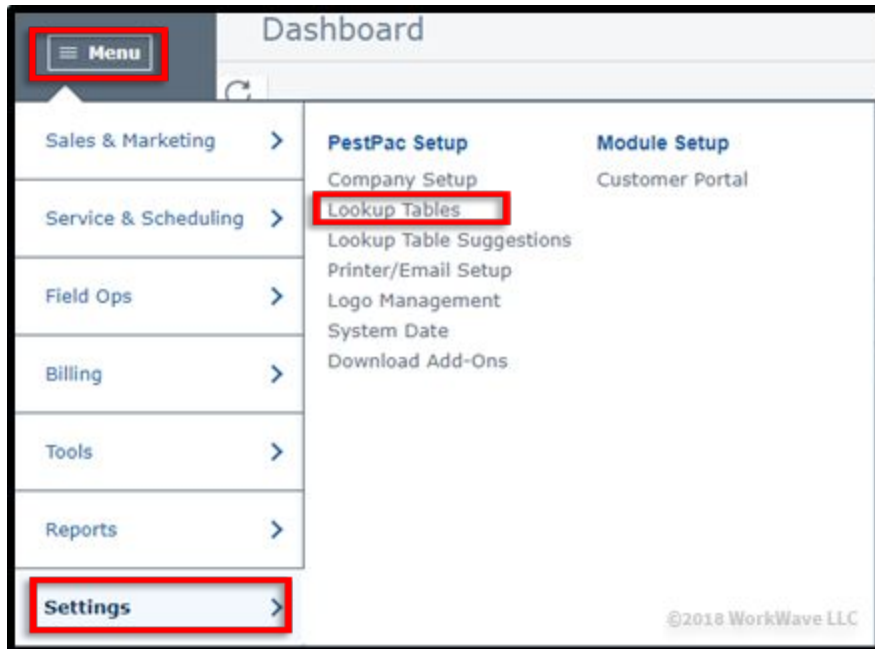 Dashboard
Menu
Sales & Marketing
Service & Scheduling
Field Ops
Billing
Tools
Reports
Settings
PestPac Setup
Company Setup
Lookup Tables
Lookup Table Suggestions
Printer/Email Setup
Logo Management
System Date
Download Add-Ons
Module Setup
Customer Portal
©2018 WorkWave LLC